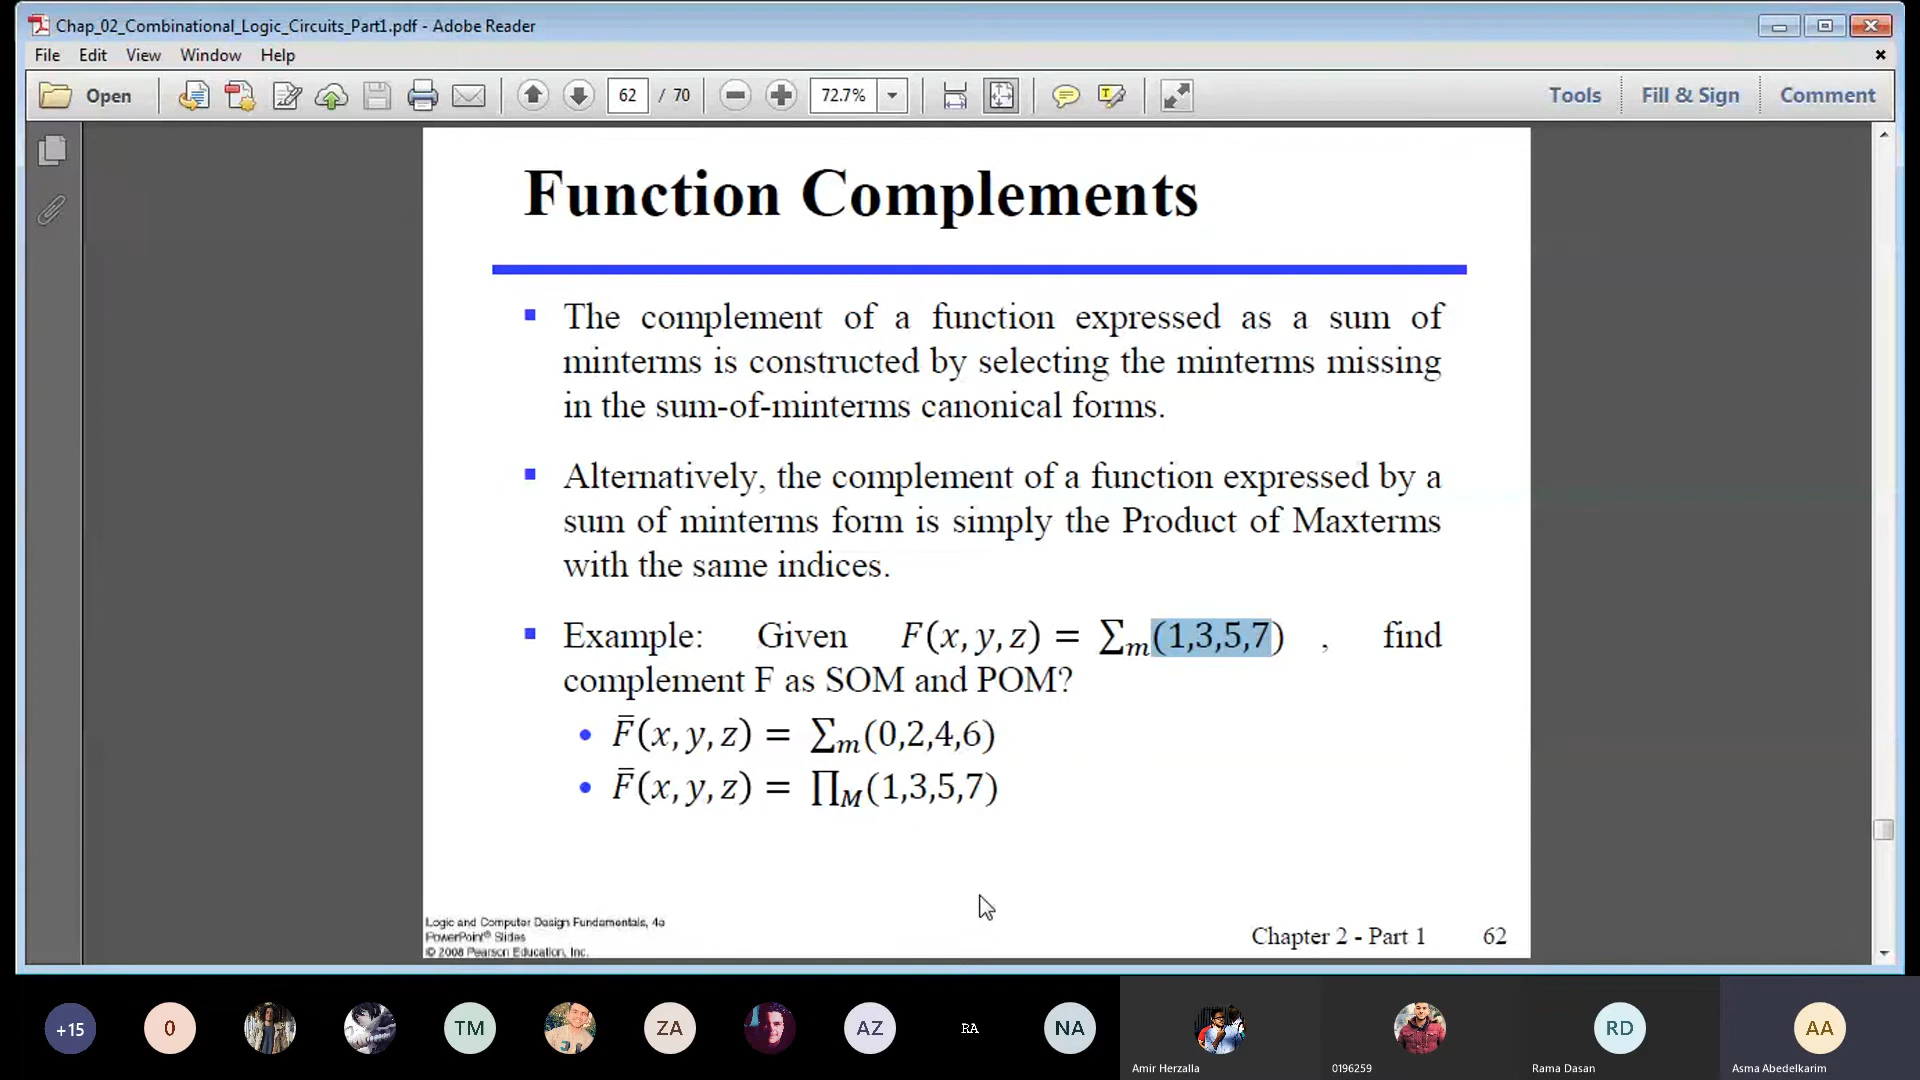 Chap_02_Combinational_Logic_Circuits_Part1.pdf - Adobe Reader
File Edit View Window Help
Open 62 / 70 72.7% Tools Fill & Sign Comment
Function Complements
The complement of a function expressed as a sum of
minterms is constructed by selecting the minterms missing
in the sum-of-minterms canonical forms.
Alternatively, the complement of a function expressed by a
sum of minterms form is simply the Product of Maxterms
with the same indices.
Example: Given F(x, y, z) = ∑m(1,3,5,7) , find
complement F as SOM and POM?
F̅(x, y, z) = ∑m(0,2,4,6)
F̅(x, y, z) = ∏M(1,3,5,7)
Logic and Computer Design Fundamentals, 4e
PowerPoint® Slides
© 2008 Pearson Education, Inc.
Chapter 2 - Part 1 62
+15 0 TM ZA AZ RA NA RD AA
Amir Herzalla 0196259 Rama Dasan Asma Abedelkarim